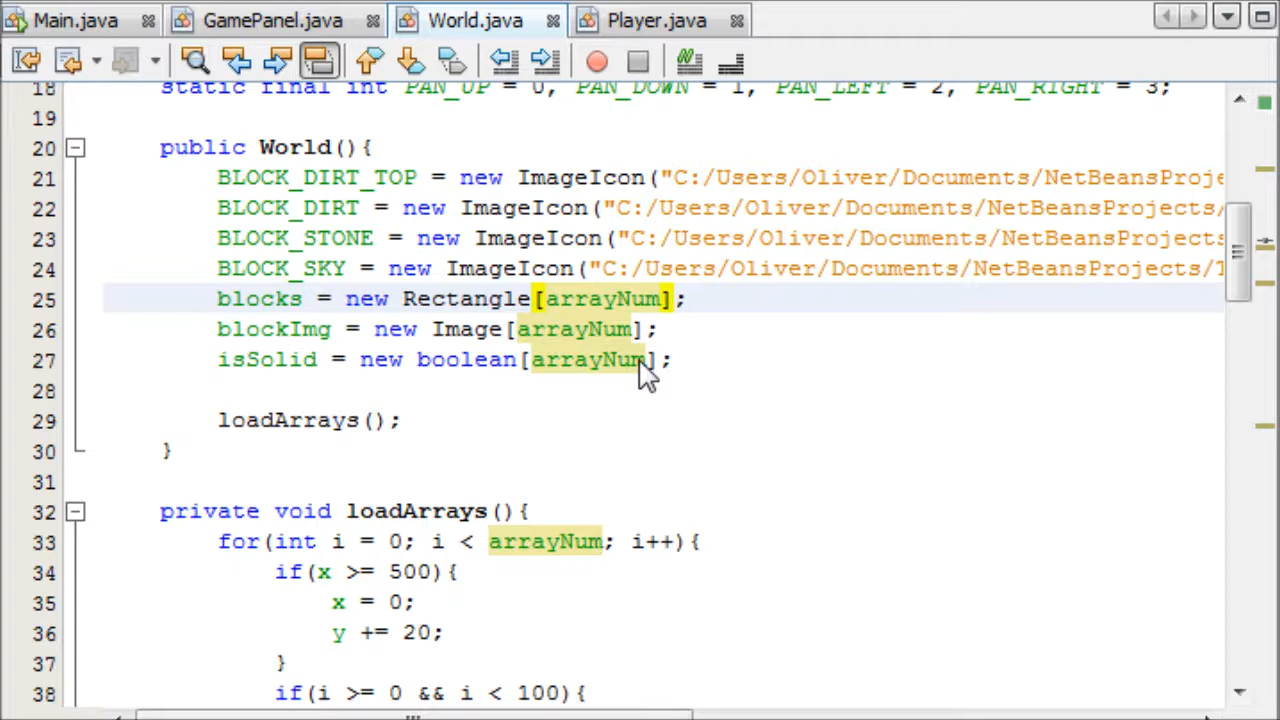 Main.java GamePanel.java World.java Player.java
18 static final int PAN_UP = 0, PAN_DOWN = 1, PAN_LEFT = 2, PAN_RIGHT = 3;
19
20 public World(){
21 BLOCK_DIRT_TOP = new ImageIcon("C:/Users/Oliver/Documents/NetBeansProje
22 BLOCK_DIRT = new ImageIcon("C:/Users/Oliver/Documents/NetBeansProjects/
23 BLOCK_STONE = new ImageIcon("C:/Users/Oliver/Documents/NetBeansProjects
24 BLOCK_SKY = new ImageIcon("C:/Users/Oliver/Documents/NetBeansProjects/
25 blocks = new Rectangle[arrayNum];
26 blockImg = new Image[arrayNum];
27 isSolid = new boolean[arrayNum];
28
29 loadArrays();
30 }
31
32 private void loadArrays(){
33 for(int i = 0; i < arrayNum; i++){
34 if(x >= 500){
35 x = 0;
36 y += 20;
37 }
38 if(i >= 0 && i < 100){